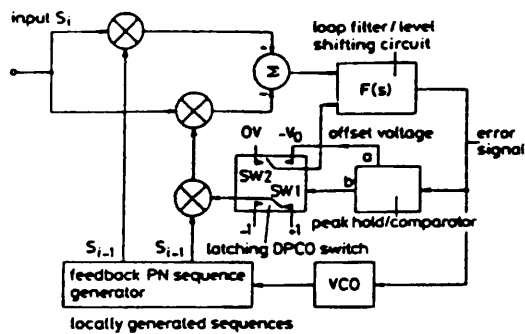 input Si
loop filter/level
shifting circuit
M
F(s)
0V
-V0
offset voltage
error
signal
a
SW2
SW1
b
-1
+1
peak hold/comparator
latching DPCO switch
Si-1
Si-1
feedback PN sequence
generator
VCO
locally generated sequences